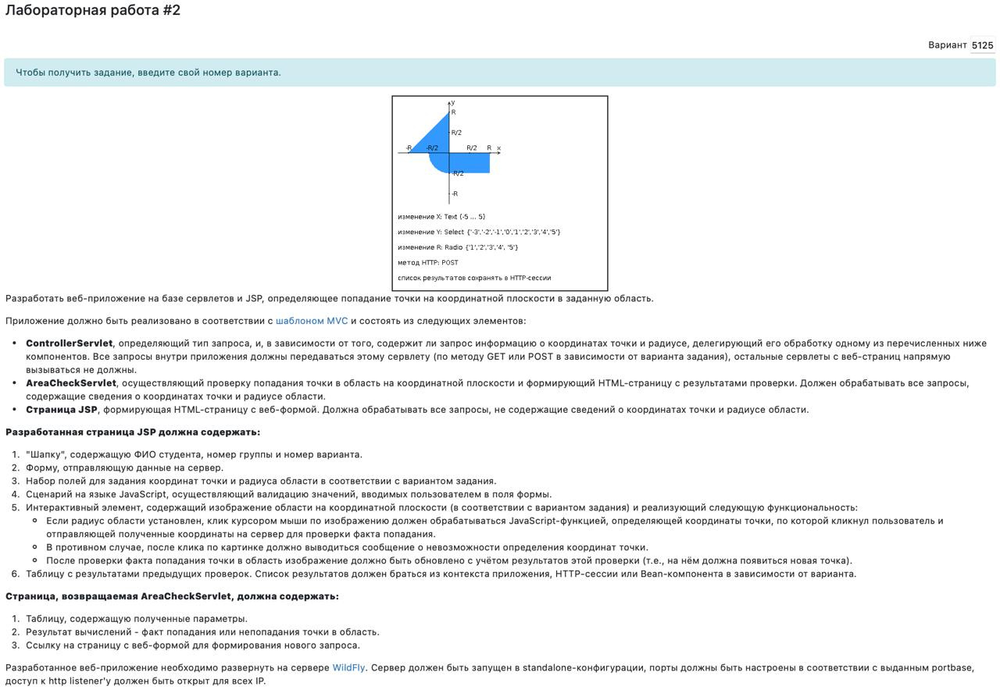 Лабораторная работа #2
Вариант 5125
Чтобы получить задание, введите свой номер варианта.
y
R
R/2
-R -R/2 R/2 R x
-R/2
-R
изменение X: Text (-5 ... 5)
изменение Y: Select {'-3','-2','-1','0','1','2','3','4','5'}
изменение R: Radio {'1','2','3','4', '5'}
метод HTTP: POST
список результатов сохранять в HTTP-сессии
Разработать веб-приложение на базе сервлетов и JSP, определяющее попадание точки на координатной плоскости в заданную область.
Приложение должно быть реализовано в соответствии с шаблоном MVC и состоять из следующих элементов:
• ControllerServlet, определяющий тип запроса, и, в зависимости от того, содержит ли запрос информацию о координатах точки и радиусе, делегирующий его обработку одному из перечисленных ниже
компонентов. Все запросы внутри приложения должны передаваться этому сервлету (по методу GET или POST в зависимости от варианта задания), остальные сервлеты с веб-страниц напрямую
вызываться не должны.
• AreaCheckServlet, осуществляющий проверку попадания точки в область на координатной плоскости и формирующий HTML-страницу с результатами проверки. Должен обрабатывать все запросы,
содержащие сведения о координатах точки и радиусе области.
• Страница JSP, формирующая HTML-страницу с веб-формой. Должна обрабатывать все запросы, не содержащие сведений о координатах точки и радиусе области.
Разработанная страница JSP должна содержать:
1. "Шапку", содержащую ФИО студента, номер группы и номер варианта.
2. Форму, отправляющую данные на сервер.
3. Набор полей для задания координат точки и радиуса области в соответствии с вариантом задания.
4. Сценарий на языке JavaScript, осуществляющий валидацию значений, вводимых пользователем в поля формы.
5. Интерактивный элемент, содержащий изображение области на координатной плоскости (в соответствии с вариантом задания) и реализующий следующую функциональность:
Если радиус области установлен, клик курсором мыши по изображению должен обрабатываться JavaScript-функцией, определяющей координаты точки, по которой кликнул пользователь и
отправляющей полученные координаты на сервер для проверки факта попадания.
В противном случае, после клика по картинке должно выводиться сообщение о невозможности определения координат точки.
После проверки факта попадания точки в область изображение должно быть обновлено с учётом результатов этой проверки (т.е., на нём должна появиться новая точка).
6. Таблицу с результатами предыдущих проверок. Список результатов должен браться из контекста приложения, HTTP-сессии или Bean-компонента в зависимости от варианта.
Страница, возвращаемая AreaCheckServlet, должна содержать:
1. Таблицу, содержащую полученные параметры.
2. Результат вычислений - факт попадания или непопадания точки в область.
3. Ссылку на страницу с веб-формой для формирования нового запроса.
Разработанное веб-приложение необходимо развернуть на сервере WildFly. Сервер должен быть запущен в standalone-конфигурации, порты должны быть настроены в соответствии с выданным portbase,
доступ к http listener'у должен быть открыт для всех IP.